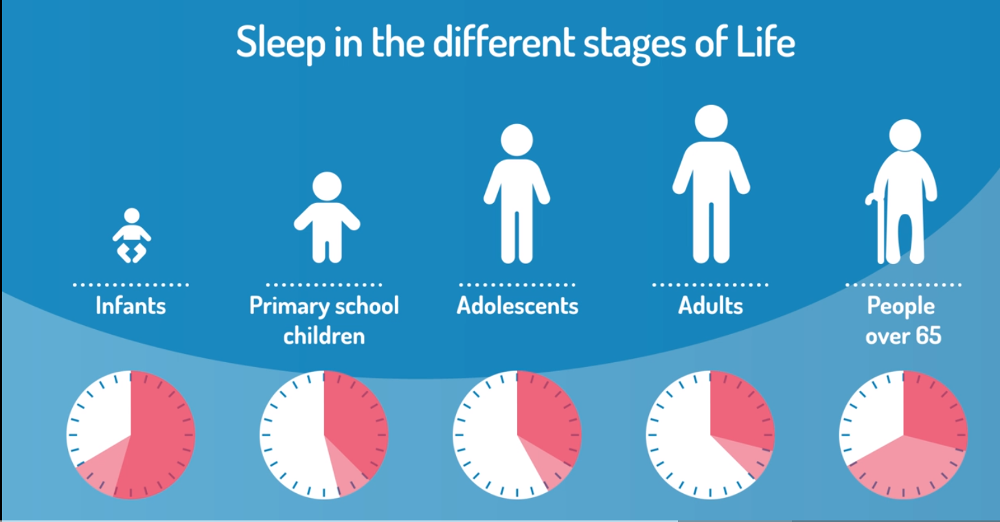 Sleep in the different stages of Life
Infants
Primary school
children
Adolescents
Adults
People
over 65